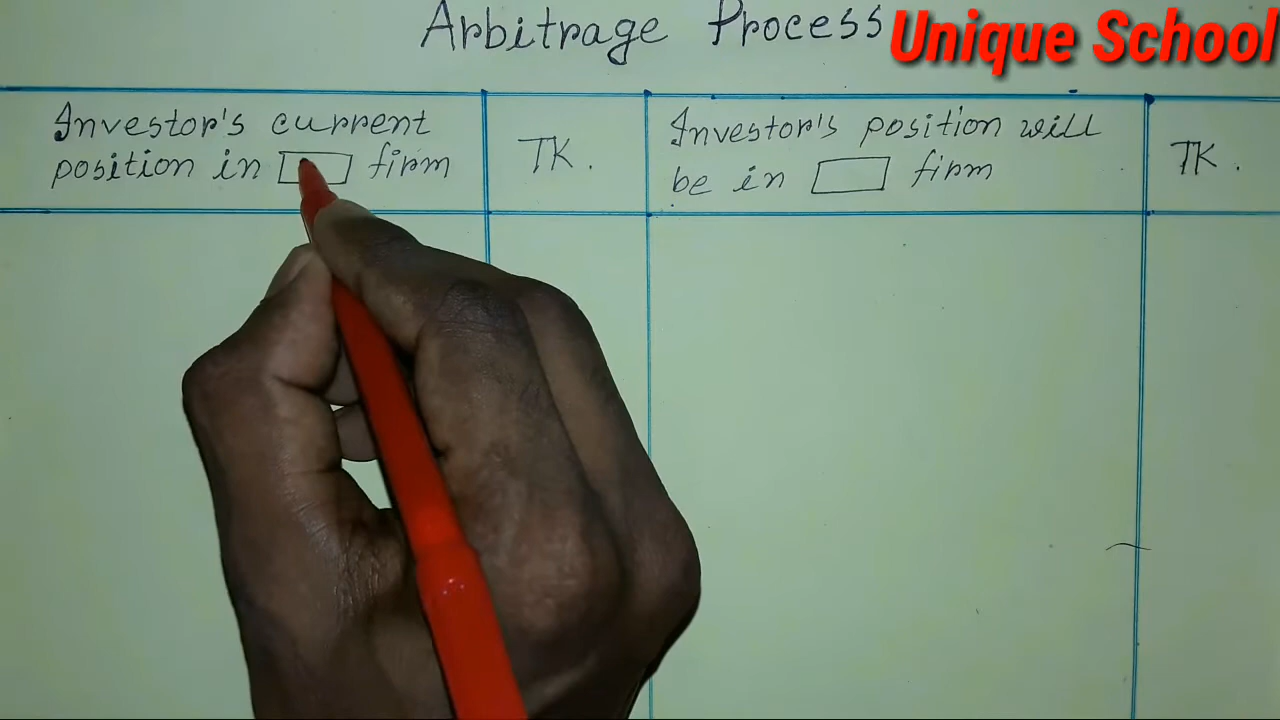 Arbitrage Process
Unique School
Investor's current
position in firm
TK.
Investor's position will
be in firm
TK.